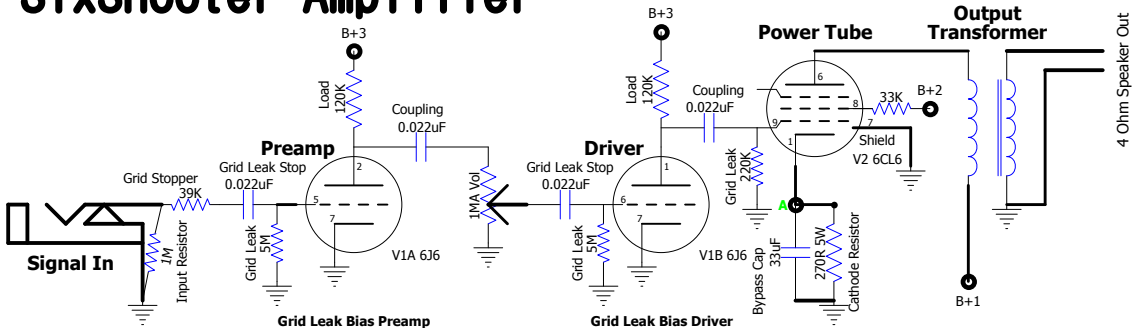 SixShooter Amplifier
B+3
Load
120K
Coupling
0.022uF
Preamp
Grid Leak Stop
0.022uF
Grid Stopper
39K
2
5
7
Grid Leak
5M
V1A 6J6
1MA Vol
Signal In
1M
Input Resistor
Grid Leak Bias Preamp
B+3
Load
120K
Coupling
0.022uF
Driver
Grid Leak Stop
0.022uF
1
6
7
Grid Leak
5M
V1B 6J6
Grid Leak Bias Driver
Power Tube
6
8
9
7
1
33K
B+2
Shield
V2 6CL6
Grid Leak
220K
A
Bypass Cap
33uF
270R 5W
Cathode Resistor
Output
Transformer
B+1
4 Ohm Speaker Out